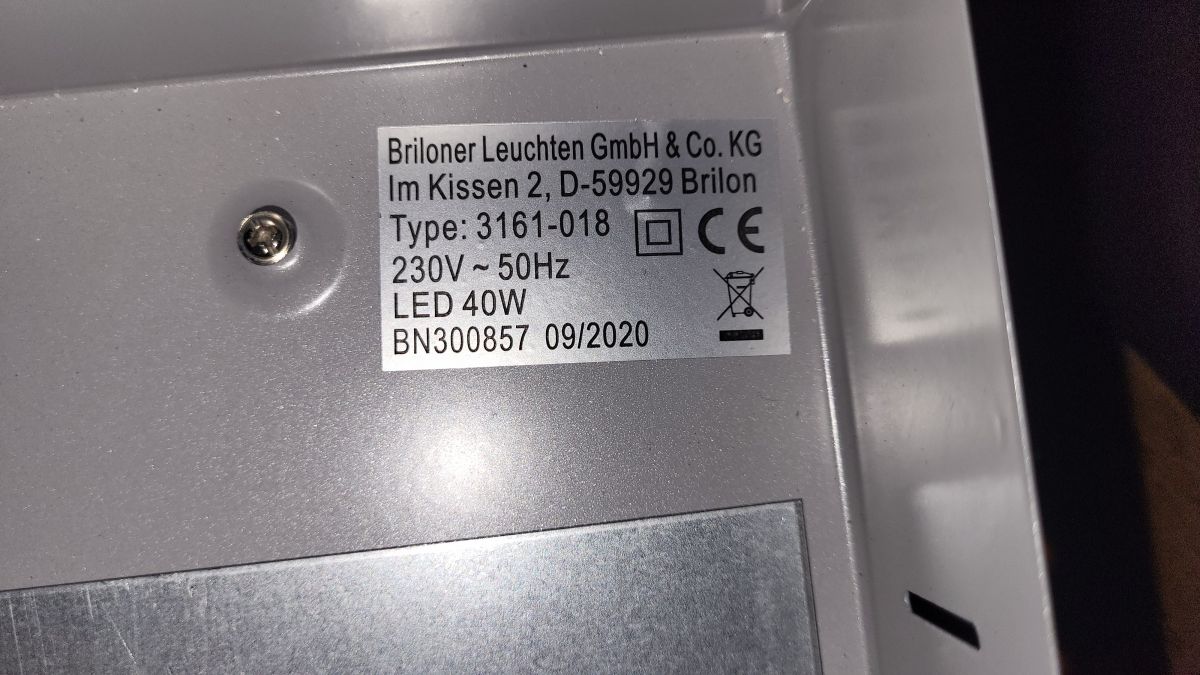 Briloner Leuchten GmbH & Co. KG
Im Kissen 2, D-59929 Brilon
Type: 3161-018 CE
230V ~ 50Hz
LED 40W
BN300857 09/2020